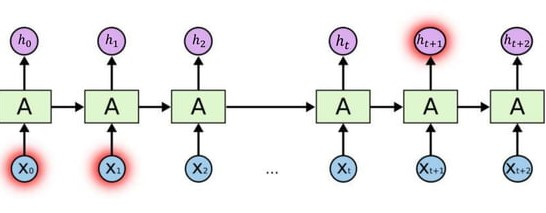 h0 h1 h2 ht ht+1 ht+2
A A A A A A
x0 x1 x2 ... xt xt+1 xt+2